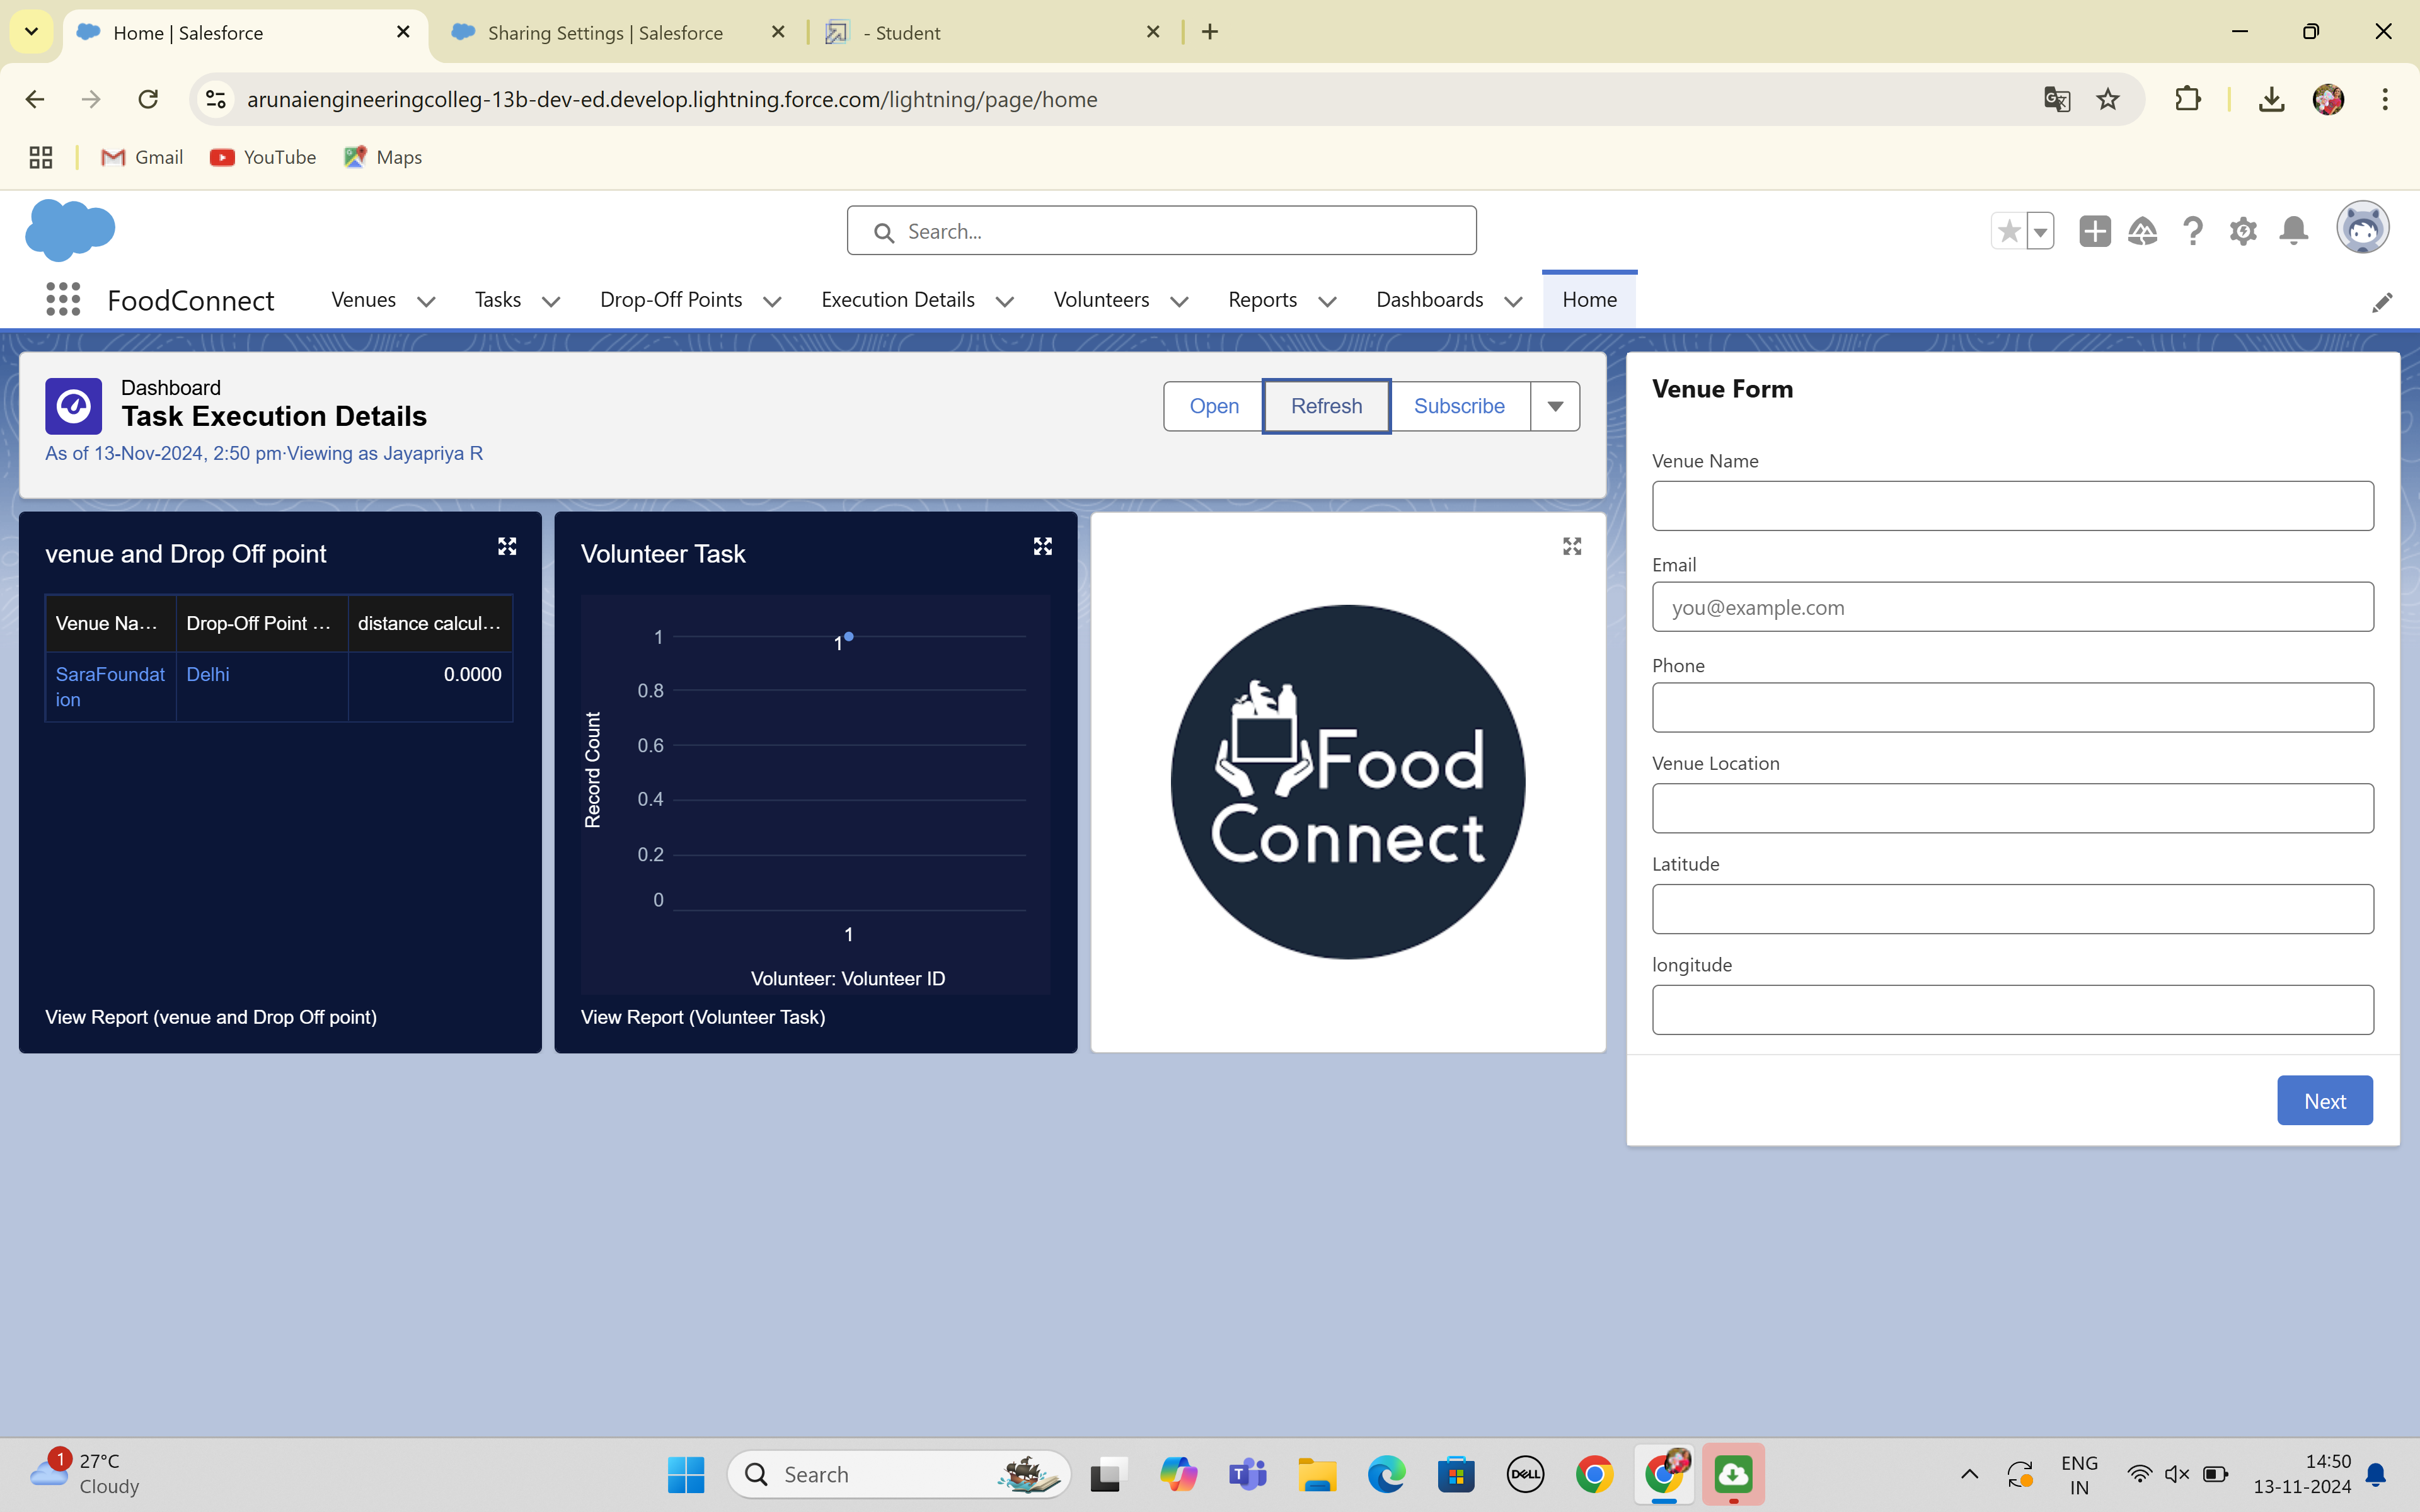 Home | Salesforce
Sharing Settings | Salesforce
- Student
arunaiengineeringcolleg-13b-dev-ed.develop.lightning.force.com/lightning/page/home
Gmail
YouTube
Maps
Search...
FoodConnect
Venues
Tasks
Drop-Off Points
Execution Details
Volunteers
Reports
Dashboards
Home
Dashboard
Task Execution Details
As of 13-Nov-2024, 2:50 pm·Viewing as Jayapriya R
Open
Refresh
Subscribe
venue and Drop Off point
Venue Na...
Drop-Off Point ...
distance calcul...
SaraFoundat
ion
Delhi
0.0000
View Report (venue and Drop Off point)
Volunteer Task
Record Count
1
0.8
0.6
0.4
0.2
0
1
1
Volunteer: Volunteer ID
View Report (Volunteer Task)
Food
Connect
Venue Form
Venue Name
Email
you@example.com
Phone
Venue Location
Latitude
longitude
Next
1
27°C
Cloudy
Search
T
DELL
ENG
IN
14:50
13-11-2024